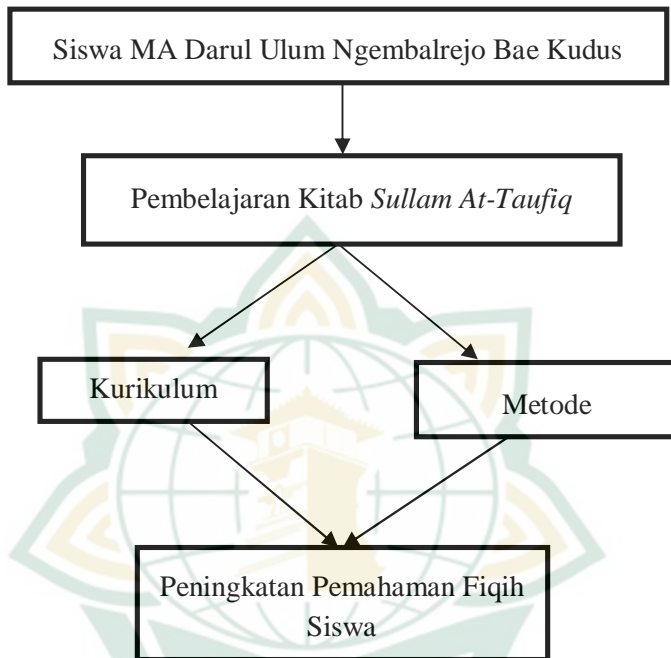 Siswa MA Darul Ulum Ngembalrejo Bae Kudus
Pembelajaran Kitab Sullam At-Taufiq
Kurikulum
Metode
Peningkatan Pemahaman Fiqih
Siswa